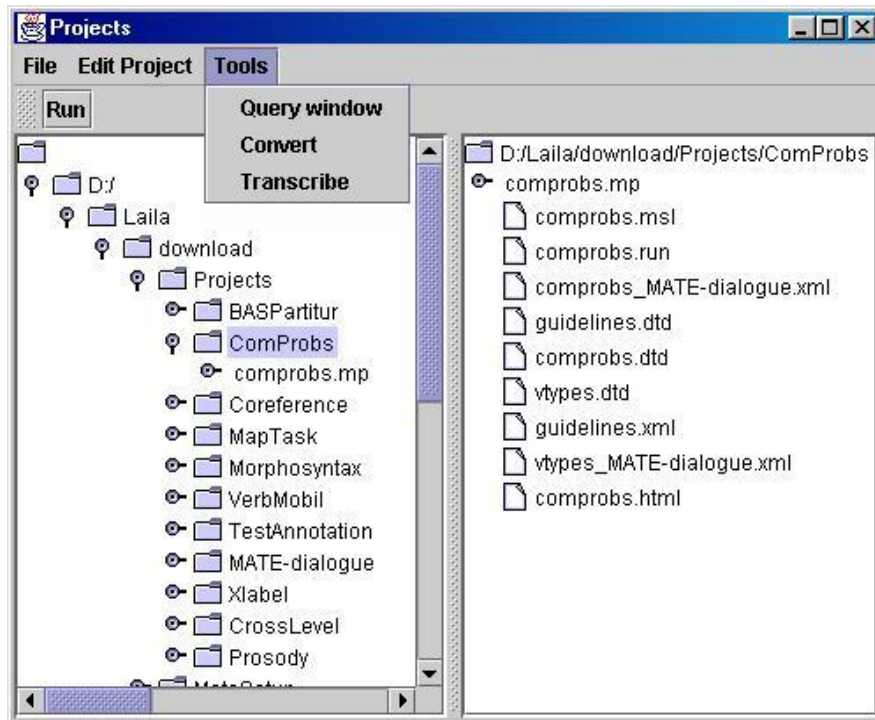 Projects
File Edit Project Tools
Run
Query window
Convert
Transcribe
D:/
Laila
download
Projects
BASPartitur
ComProbs
comprobs.mp
Coreference
MapTask
Morphosyntax
VerbMobil
TestAnnotation
MATE-dialogue
Xlabel
CrossLevel
Prosody
D:/Laila/download/Projects/ComProbs
comprobs.mp
comprobs.msl
comprobs.run
comprobs_MATE-dialogue.xml
guidelines.dtd
comprobs.dtd
vtypes.dtd
guidelines.xml
vtypes_MATE-dialogue.xml
comprobs.html